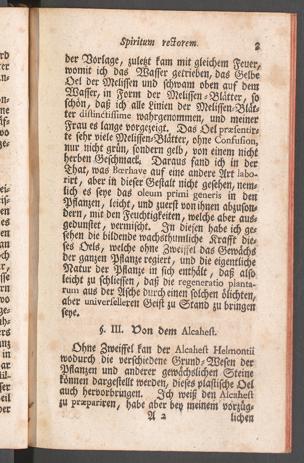 Spiritum rectorem. 3
der Vorlage, zuletzt kam mit gleichem Feuer,
womit ich das Wasser getrieben, das Gelbe
Oel der Melissen und schwam oben auf dem
Wasser, in Form der Melissen-Blätter, so
schön, daß ich alle Linien der Melissen-Blät-
ter distinctissime wahrgenommen, und meiner
Frau es lange vorgezeigt. Das Oel præsentir-
te sehr viele Melissen-Blätter, ohne Confusion,
nur nicht grün, sondern gelb, von einem nicht
herben Geschmack. Daraus fand ich in der
That, was Bœrhave auf eine andere Art labo-
rirt, aber in dieser Gestalt nicht gesehen, nem-
lich es seye das oleum primi generis in den
Pflanzen, leicht, und zuerst von ihnen abzuson-
dern, mit den Feuchtigkeiten, welche aber aus-
gedunstet, vermischt. In diesen habe ich ge-
sehen die bildende wachsthumliche Krafft die-
ses Oels, welche ohne Zweiffel das Gewächs
der ganzen Pflanze regiert, und die eigentliche
Natur der Pflanze in sich enthält, daß also
leicht zu schliessen, daß die regeneratio planta-
rum aus der Asche durch einen solchen ölichten,
aber universelleren Geist zu Stand zu bringen
seye.
§. III. Von dem Alcahest.
Ohne Zweiffel kan der Alcahest Helmontii
wodurch die verschiedene Grund-Wesen der
Pflanzen und anderer gewächslichen Steine
können dargestellt werden, dieses plastische Oel
auch hervorbringen. Ich weiß den Alcahest
zu præpariren, habe aber bey meinem vorzüg-
A 2 lichen